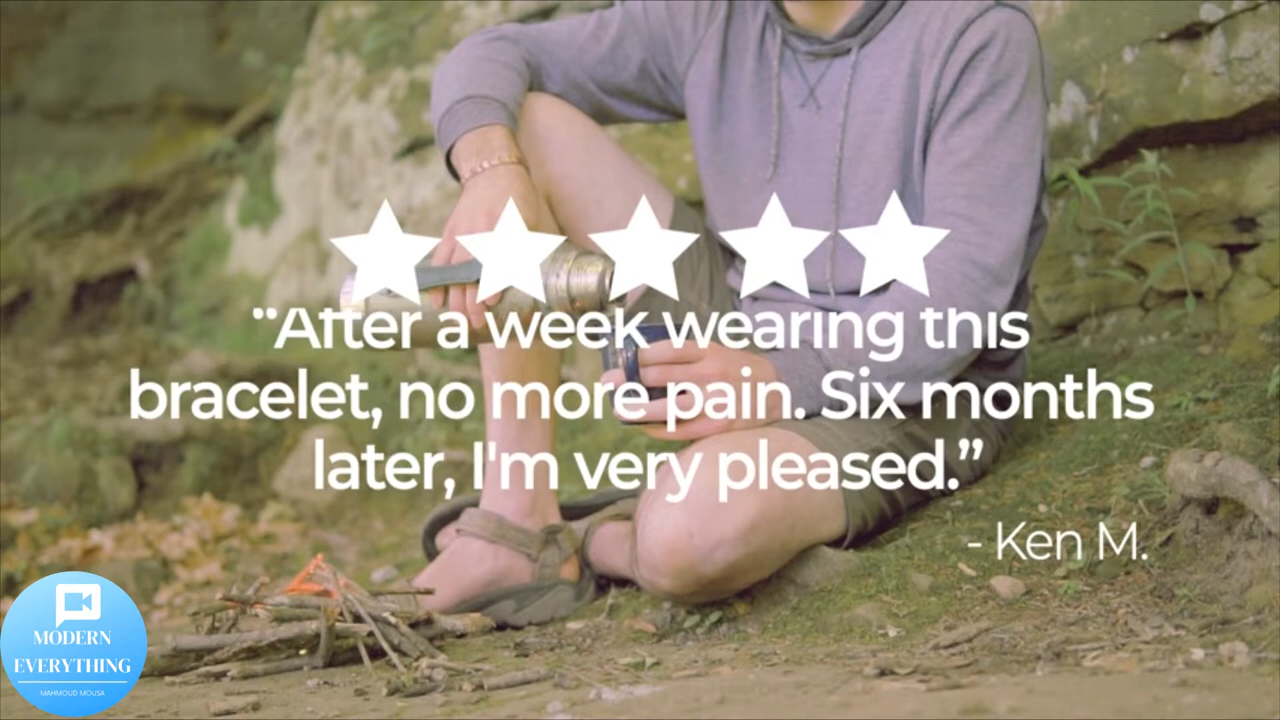 "After a week wearing this
bracelet, no more pain. Six months
later, I'm very pleased.”
- Ken M.
MODERN
EVERYTHING
MAHMOUD MOUSA